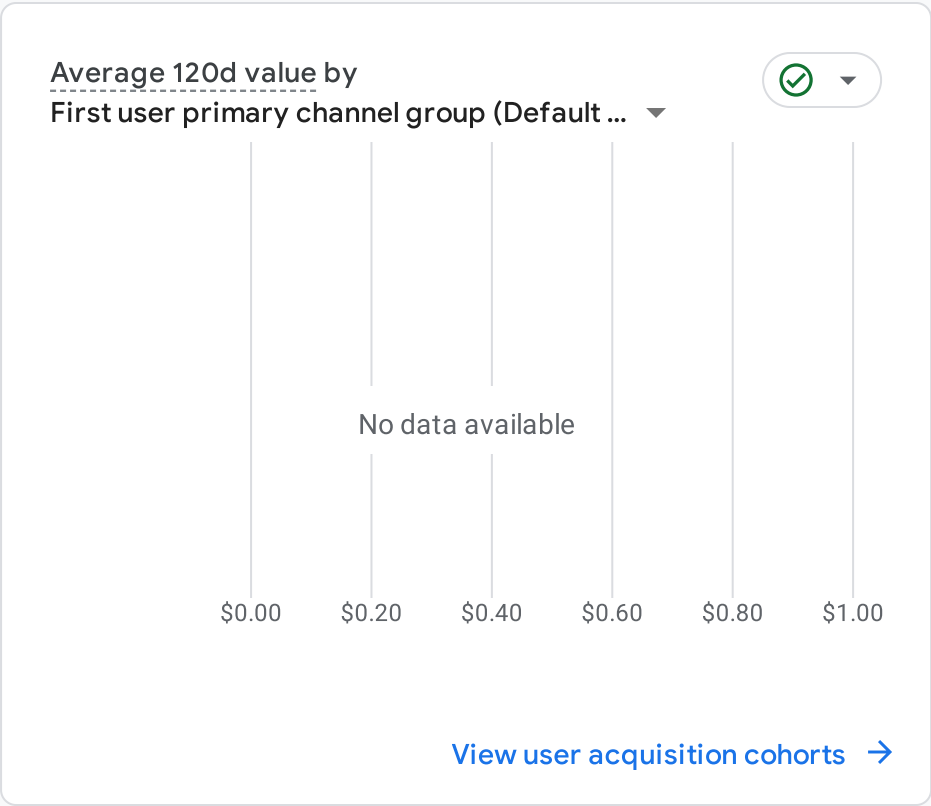 Average 120d value by
First user primary channel group (Default ...
No data available
$0.00 $0.20 $0.40 $0.60 $0.80 $1.00
View user acquisition cohorts